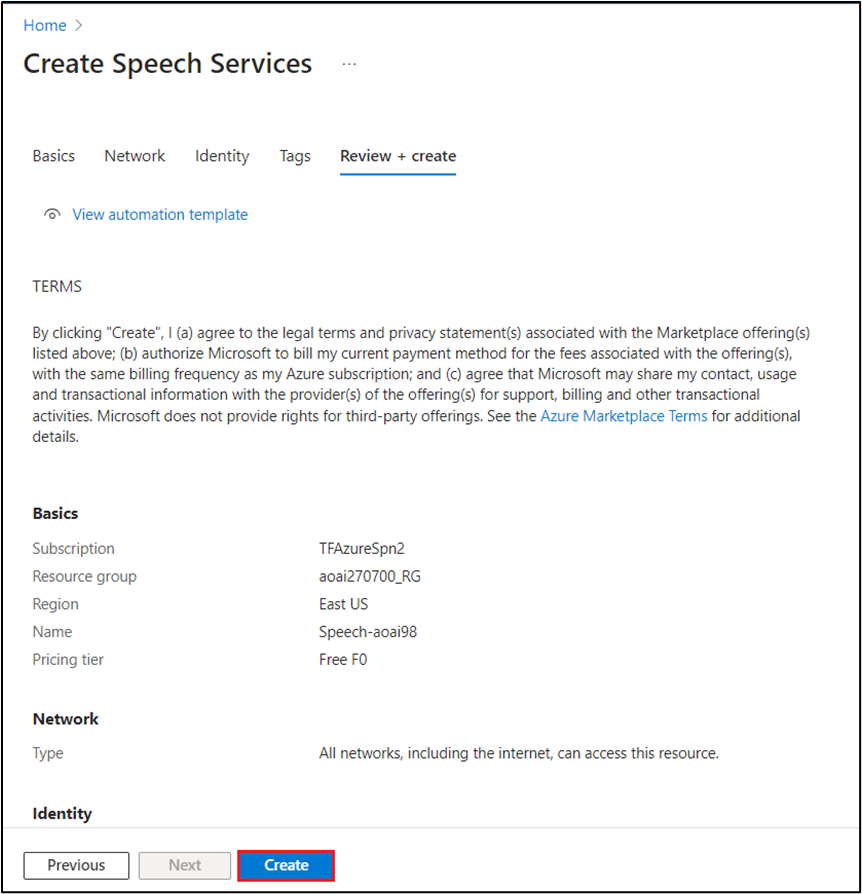 Home >
Create Speech Services ...
Basics Network Identity Tags Review + create
View automation template
TERMS
By clicking "Create", I (a) agree to the legal terms and privacy statement(s) associated with the Marketplace offering(s)
listed above; (b) authorize Microsoft to bill my current payment method for the fees associated with the offering(s),
with the same billing frequency as my Azure subscription; and (c) agree that Microsoft may share my contact, usage
and transactional information with the provider(s) of the offering(s) for support, billing and other transactional
activities. Microsoft does not provide rights for third-party offerings. See the Azure Marketplace Terms for additional
details.
Basics
Subscription TFAzureSpn2
Resource group aoai270700_RG
Region East US
Name Speech-aoai98
Pricing tier Free F0
Network
Type All networks, including the internet, can access this resource.
Identity
Previous Next Create